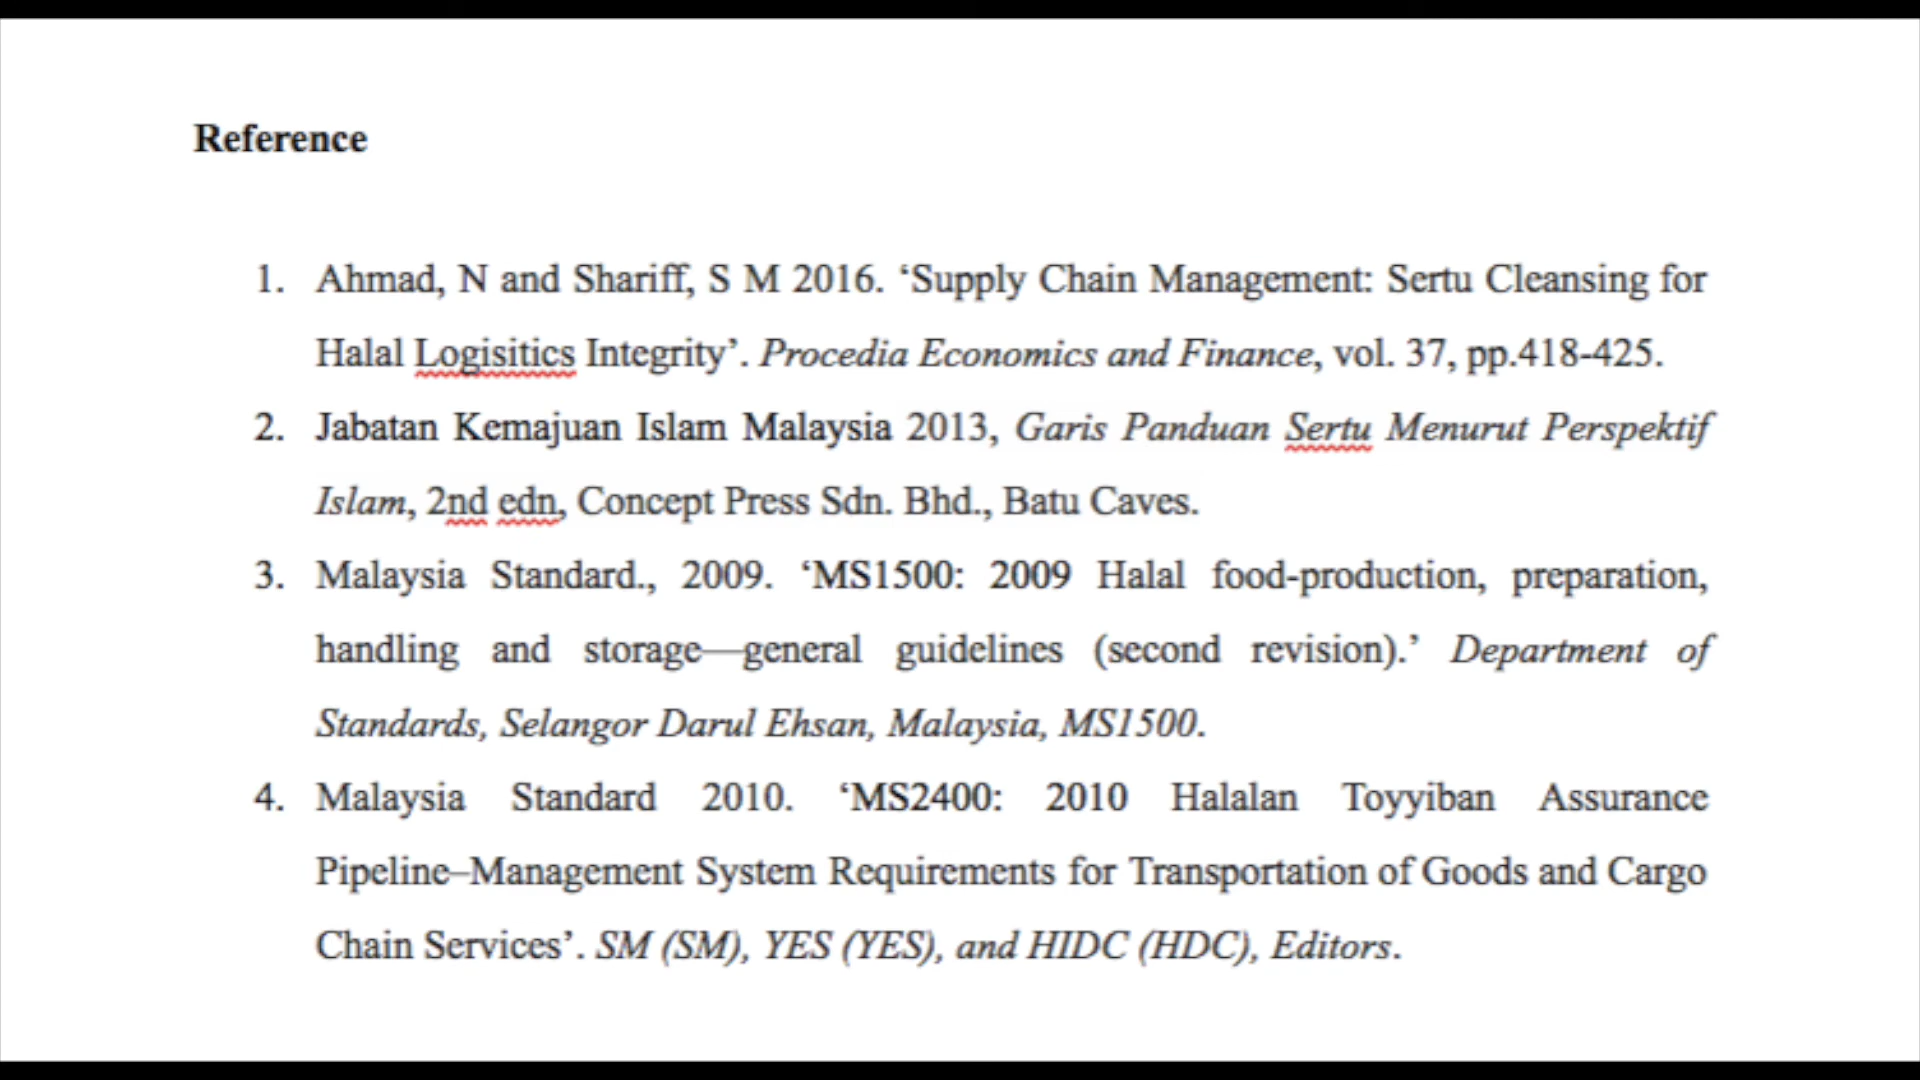 Reference
1. Ahmad, N and Shariff, S M 2016. ‘Supply Chain Management: Sertu Cleansing for
Halal Logisitics Integrity’. Procedia Economics and Finance, vol. 37, pp.418-425.
2. Jabatan Kemajuan Islam Malaysia 2013, Garis Panduan Sertu Menurut Perspektif
Islam, 2nd edn, Concept Press Sdn. Bhd., Batu Caves.
3. Malaysia Standard., 2009. ‘MS1500: 2009 Halal food-production, preparation,
handling and storage—general guidelines (second revision).’ Department of
Standards, Selangor Darul Ehsan, Malaysia, MS1500.
4. Malaysia Standard 2010. ‘MS2400: 2010 Halalan Toyyiban Assurance
Pipeline–Management System Requirements for Transportation of Goods and Cargo
Chain Services’. SM (SM), YES (YES), and HIDC (HDC), Editors.